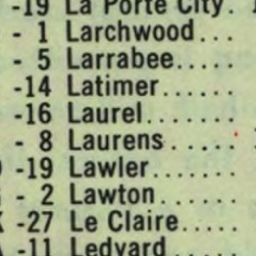 -19 La Porte City.
- 1 Larchwood...
- 5 Larrabee.....
-14 Latimer......
-16 Laurel.......
- 8 Laurens......
-19 Lawler.......
- 2 Lawton......
-27 Le Claire.....
-11 Ledyard......